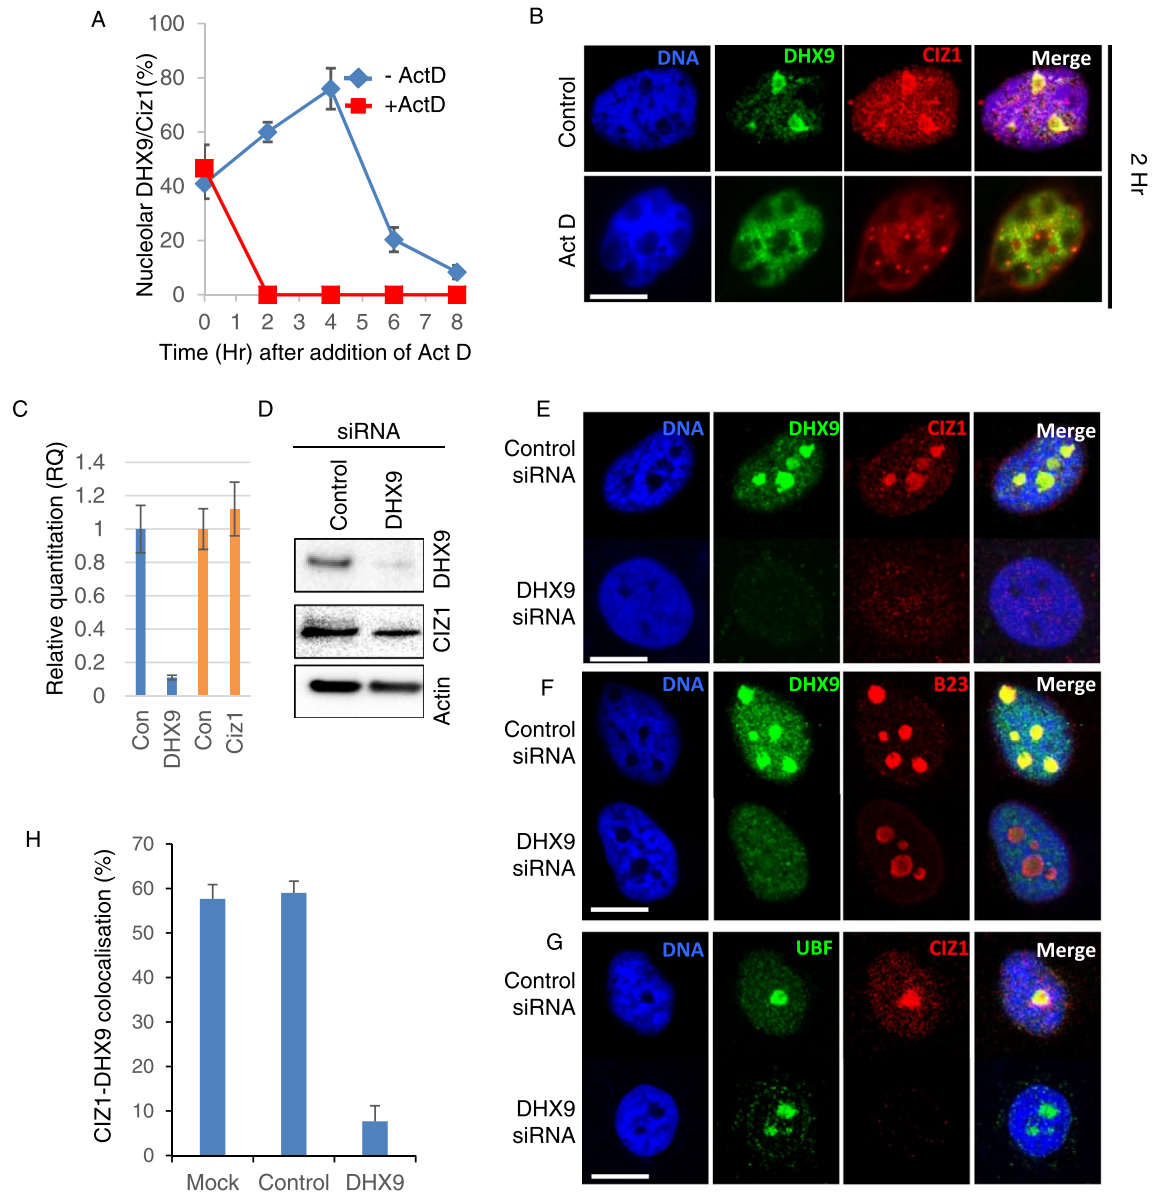 A
Nucleolar DHX9/Ciz1(%)
100
80
60
40
20
0
- ActD
+ActD
0 1 2 3 4 5 6 7 8
Time (Hr) after addition of Act D
B
DNA DHX9 CIZ1 Merge
Control
Act D
2 Hr
C
Relative quantitation (RQ)
1.4
1.2
1
0.8
0.6
0.4
0.2
0
Con DHX9 Con Ciz1
D
siRNA
Control DHX9
DHX9
CIZ1
Actin
E
DNA DHX9 CIZ1 Merge
Control
siRNA
DHX9
siRNA
F
DNA DHX9 B23 Merge
Control
siRNA
DHX9
siRNA
G
DNA UBF CIZ1 Merge
Control
siRNA
DHX9
siRNA
H
CIZ1-DHX9 colocalisation (%)
70
60
50
40
30
20
10
0
Mock Control DHX9